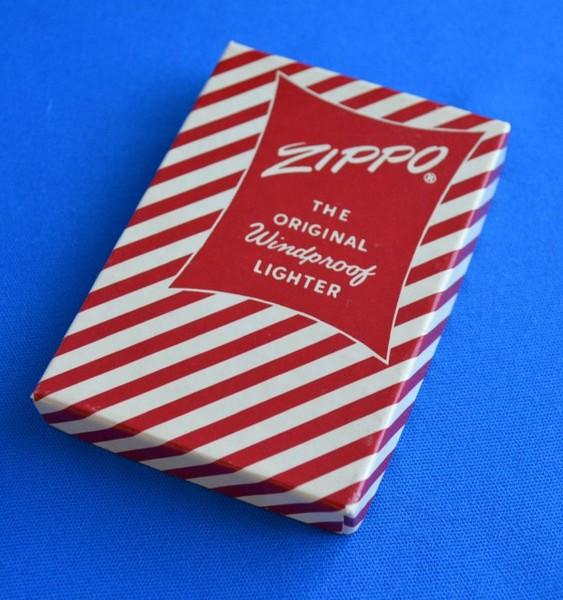 ZIPPO®
THE
ORIGINAL
Windproof
LIGHTER